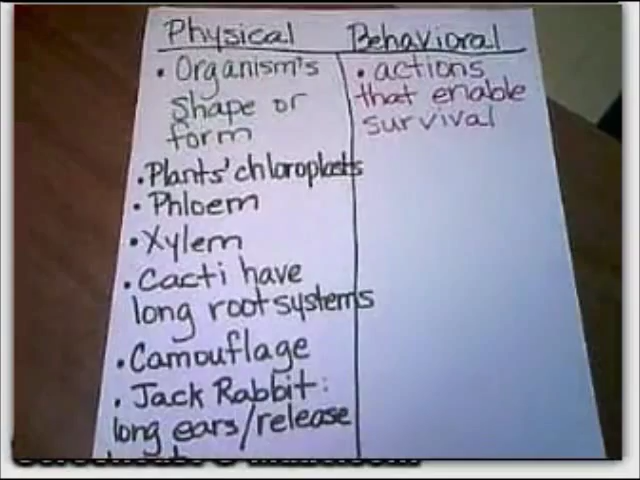 Physical Behavioral
• Organism's
shape or
form
• Plants' chloroplasts
• Phloem
• Xylem
• Cacti have
long root systems
• Camouflage
• Jack Rabbit:
long ears/release
• actions
that enable
survival